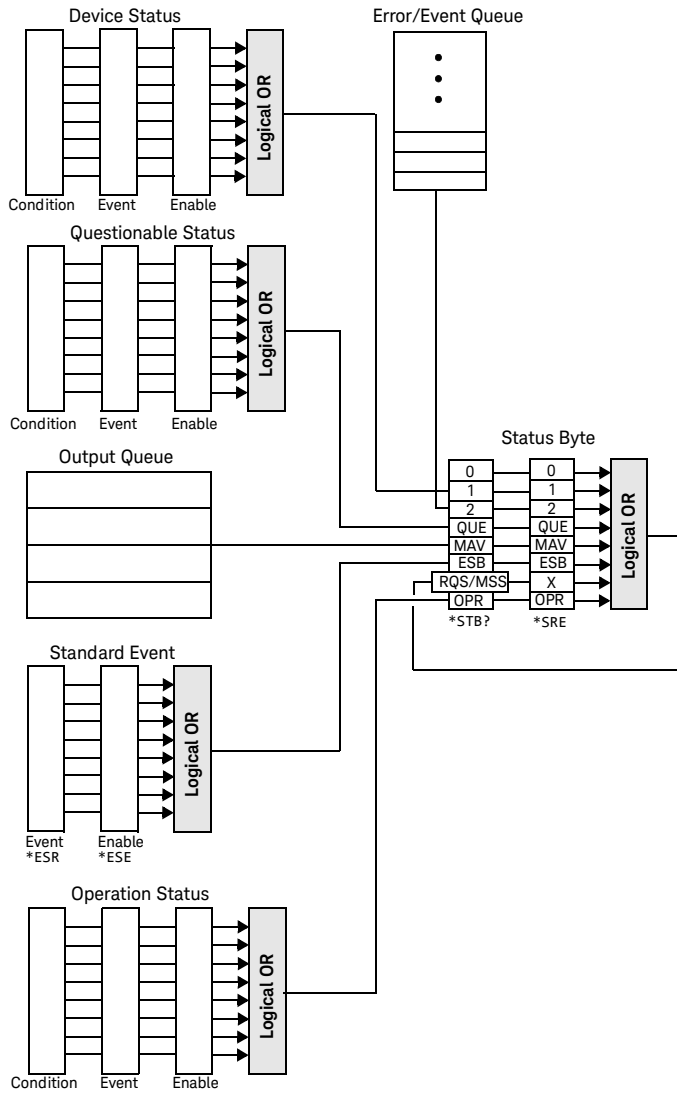 Device Status
Logical OR
Condition Event Enable
Error/Event Queue
Questionable Status
Logical OR
Condition Event Enable
Output Queue
Status Byte
0 0
1 1
2 2
QUE QUE
MAV MAV
ESB ESB
RQS/MSS X
OPR OPR
*STB? *SRE
Logical OR
Standard Event
Logical OR
Event Enable
*ESR *ESE
Operation Status
Logical OR
Condition Event Enable